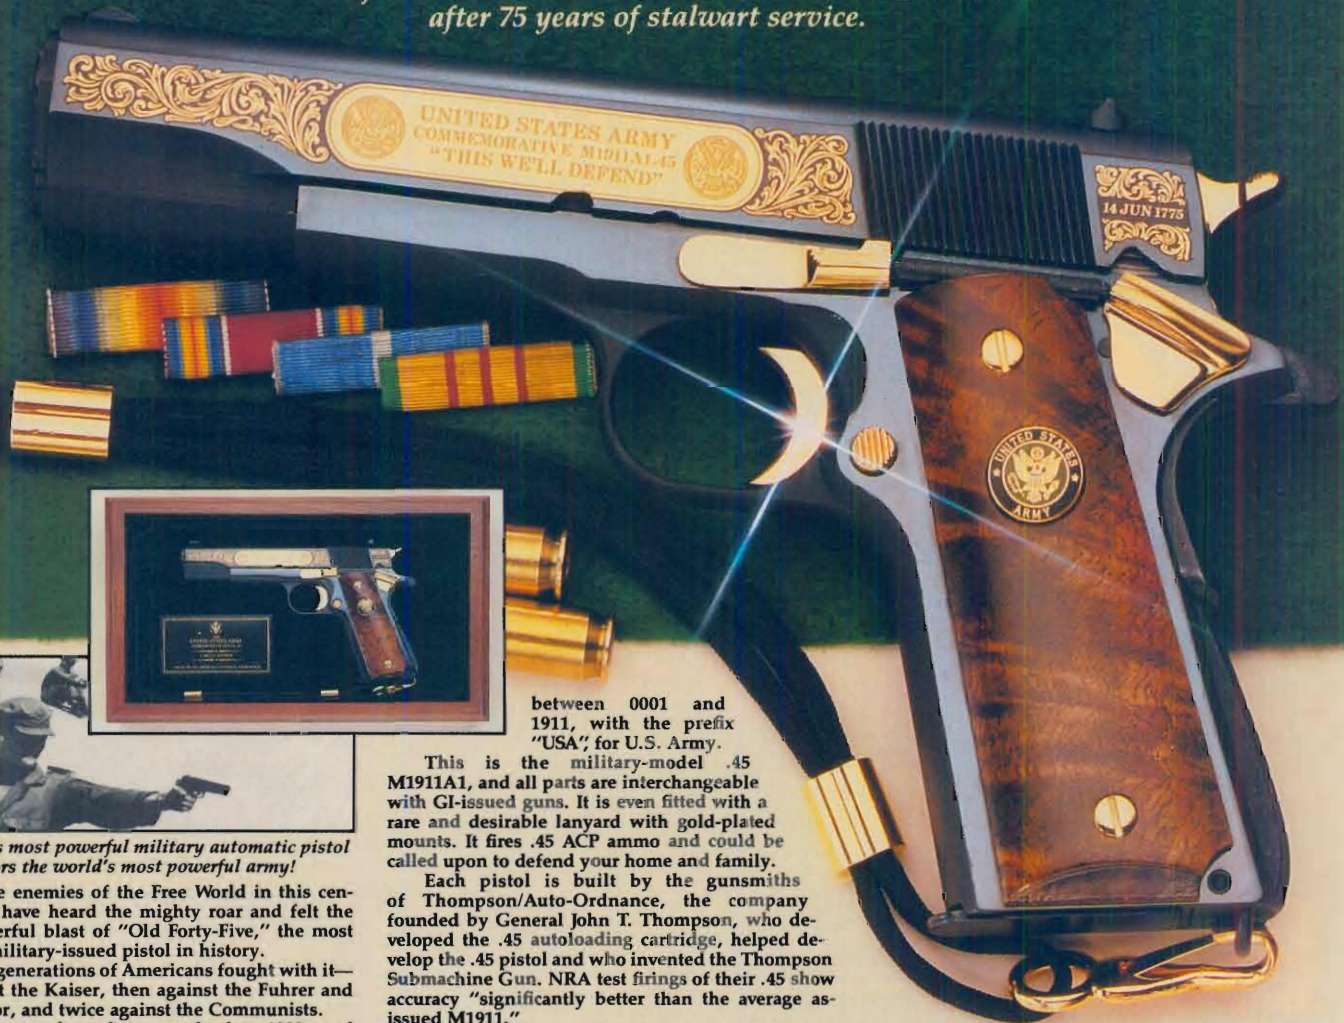 after 75 years of stalwart service.
UNITED STATES ARMY
COMMEMORATIVE M1911A1.45
"THIS WE'LL DEFEND"
14 JUN 1775
UNITED STATES
ARMY
s most powerful military automatic pistol
rs the world's most powerful army!
e enemies of the Free World in this cen-
have heard the mighty roar and felt the
erful blast of "Old Forty-Five," the most
military-issued pistol in history.
generations of Americans fought with it—
t the Kaiser, then against the Fuhrer and
or, and twice against the Communists.
between 0001 and
1911, with the prefix
"USA", for U.S. Army.
This is the military-model .45
M1911A1, and all parts are interchangeable
with GI-issued guns. It is even fitted with a
rare and desirable lanyard with gold-plated
mounts. It fires .45 ACP ammo and could be
called upon to defend your home and family.
Each pistol is built by the gunsmiths
of Thompson/Auto-Ordnance, the company
founded by General John T. Thompson, who de-
veloped the .45 autoloading cartridge, helped de-
velop the .45 pistol and who invented the Thompson
Submachine Gun. NRA test firings of their .45 show
accuracy "significantly better than the average as-
issued M1911."